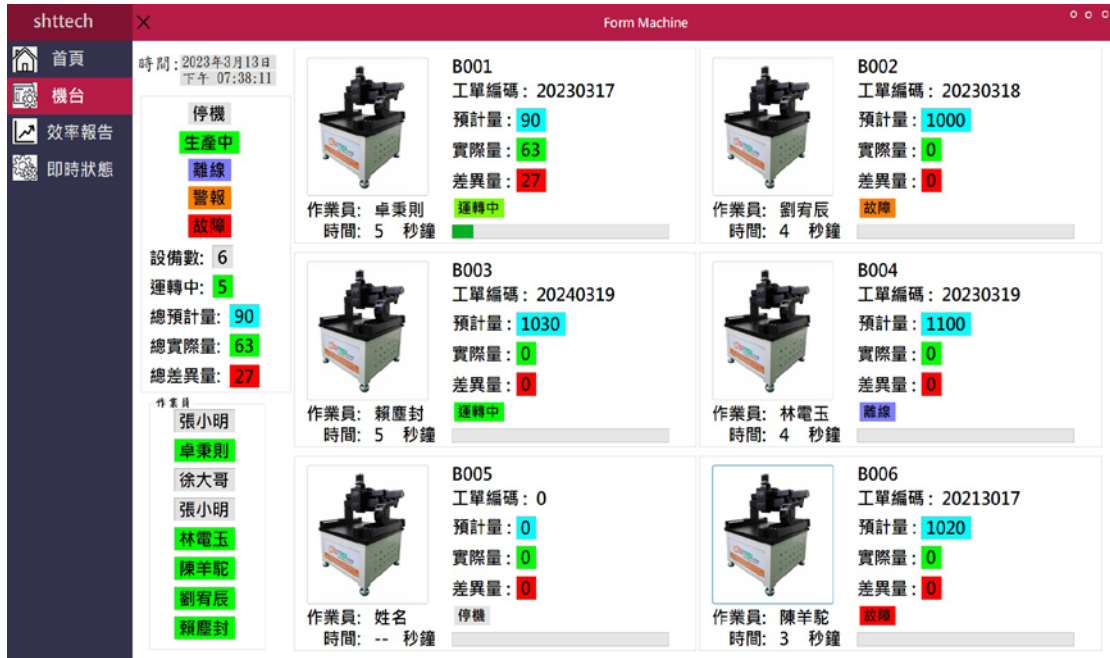 shttech
Form Machine
首頁
機台
效率報告
即時狀態
時間: 2023年3月13日
下午 07:38:11
停機
生產中
離線
警報
故障
設備數: 6
運轉中: 5
總預計量: 90
總實際量: 63
總差異量: 27
作業員
張小明
卓秉則
徐大哥
張小明
林電玉
陳羊駝
劉宥辰
賴塵封
B001
工單編碼: 20230317
預計量: 90
實際量: 63
差異量: 27
運轉中
作業員: 卓秉則
時間: 5 秒鐘
B002
工單編碼: 20230318
預計量: 1000
實際量: 0
差異量: 0
故障
作業員: 劉宥辰
時間: 4 秒鐘
B003
工單編碼: 20240319
預計量: 1030
實際量: 0
差異量: 0
運轉中
作業員: 賴塵封
時間: 5 秒鐘
B004
工單編碼: 20230319
預計量: 1100
實際量: 0
差異量: 0
離線
作業員: 林電玉
時間: 4 秒鐘
B005
工單編碼: 0
預計量: 0
實際量: 0
差異量: 0
停機
作業員: 姓名
時間: -- 秒鐘
B006
工單編碼: 20213017
預計量: 1020
實際量: 0
差異量: 0
故障
作業員: 陳羊駝
時間: 3 秒鐘